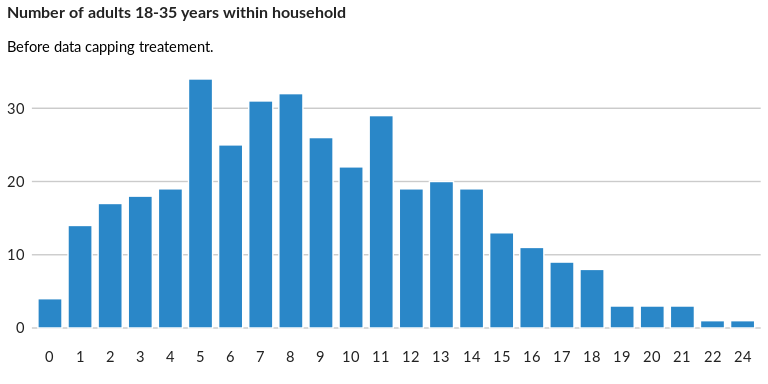 Number of adults 18-35 years within household
Before data capping treatement.
30
20
10
0
0 1 2 3 4 5 6 7 8 9 10 11 12 13 14 15 16 17 18 19 20 21 22 24